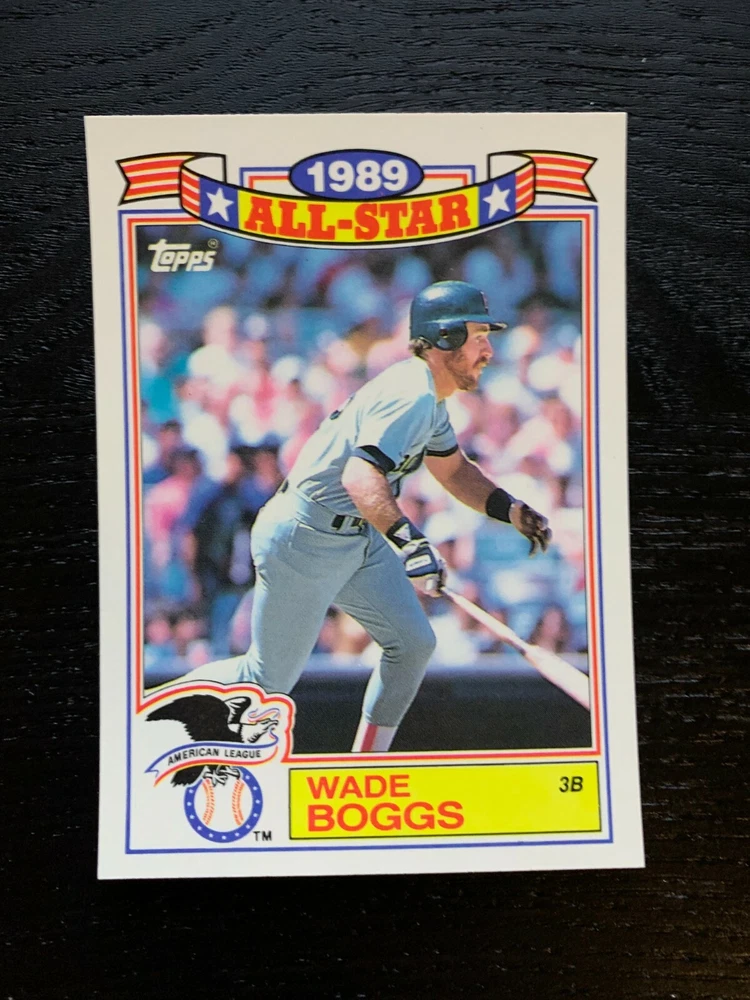 1989
ALL-STAR
Topps
AMERICAN LEAGUE
TM
WADE
BOGGS
3B